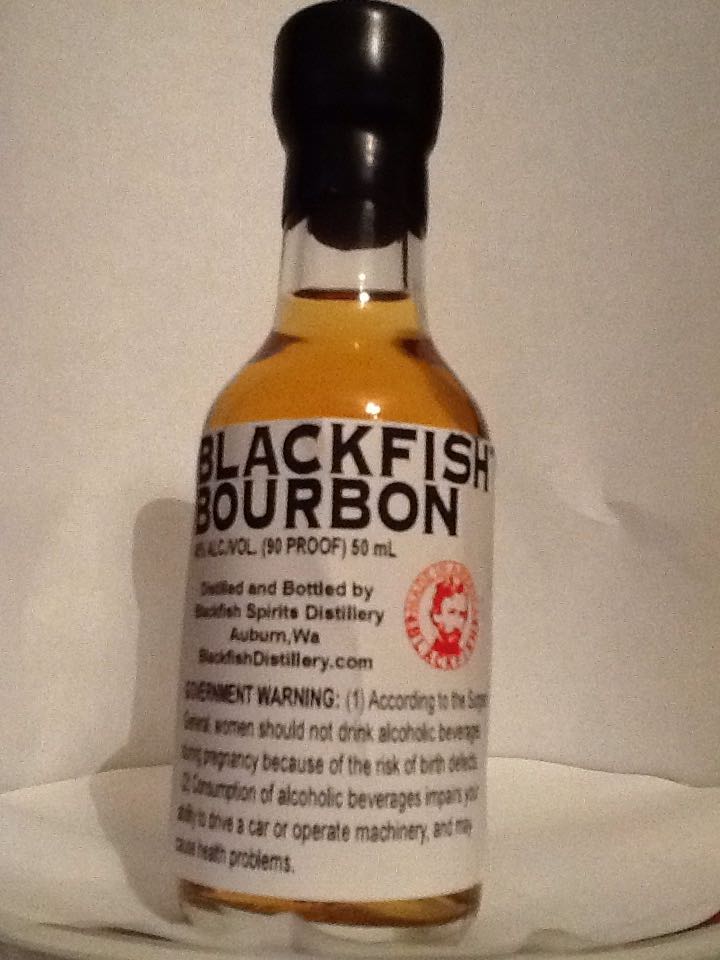 BLACKFISH
BOURBON
ALC./VOL. (90 PROOF) 50 mL
Distilled and Bottled by
Blackfish Spirits Distillery
Auburn,Wa
BlackfishDistillery.com
GOVERNMENT WARNING: (1) According to the
General, women should not drink alcoholic beverage
during pregnancy because of the risk of birth defects.
(2) Consumption of alcoholic beverages impairs your
ability to drive a car or operate machinery, and may
cause health problems.
BLACKFISH